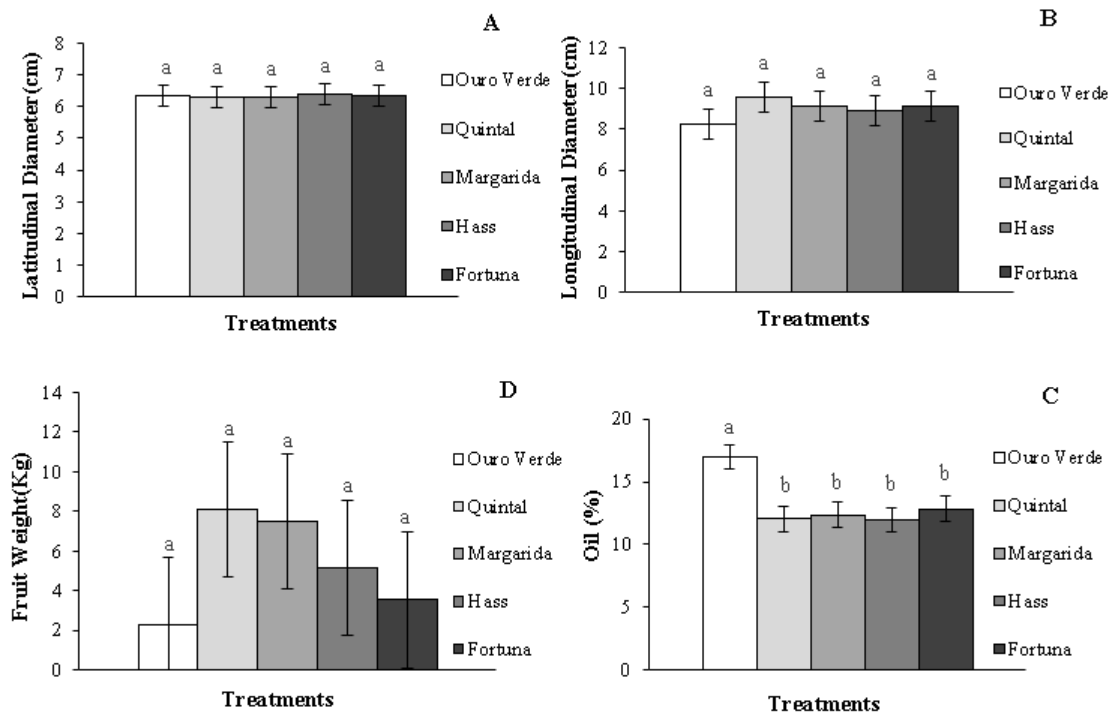 A
Latitudinal Diameter (cm)
8
7
6
5
4
3
2
1
0
a a a a a
Ouro Verde
Quintal
Margarida
Hass
Fortuna
Treatments
B
Longitudinal Diameter (cm)
12
10
8
6
4
2
0
a a a a a
Ouro Verde
Quintal
Margarida
Hass
Fortuna
Treatments
D
Fruit Weight (Kg)
14
12
10
8
6
4
2
0
a a a a a
Ouro Verde
Quintal
Margarida
Hass
Fortuna
Treatments
C
Oil (%)
20
15
10
5
0
a b b b b
Ouro Verde
Quintal
Margarida
Hass
Fortuna
Treatments